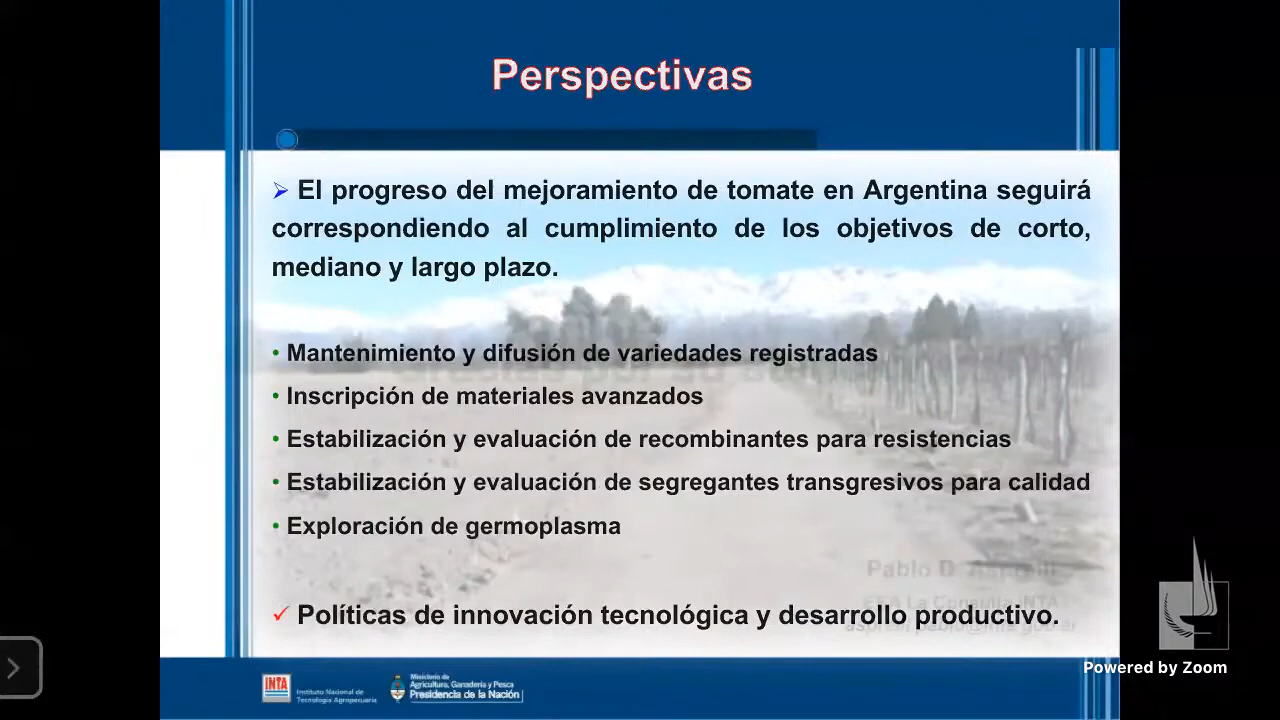 Perspectivas
➢ El progreso del mejoramiento de tomate en Argentina seguirá
correspondiendo al cumplimiento de los objetivos de corto,
mediano y largo plazo.
• Mantenimiento y difusión de variedades registradas
• Inscripción de materiales avanzados
• Estabilización y evaluación de recombinantes para resistencias
• Estabilización y evaluación de segregantes transgresivos para calidad
• Exploración de germoplasma
Pablo D.
✓ Políticas de innovación tecnológica y desarrollo productivo.
Powered by Zoom
INTA
Instituto Nacional de
Tecnología Agropecuaria
Ministerio de
Agricultura, Ganadería y Pesca
Presidencia de la Nación